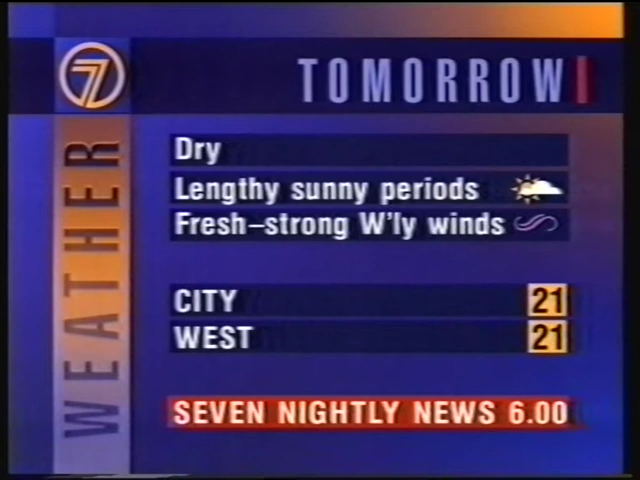 7
TOMORROW
WEATHER
Dry
Lengthy sunny periods
Fresh–strong W'ly winds
CITY 21
WEST 21
SEVEN NIGHTLY NEWS 6.00